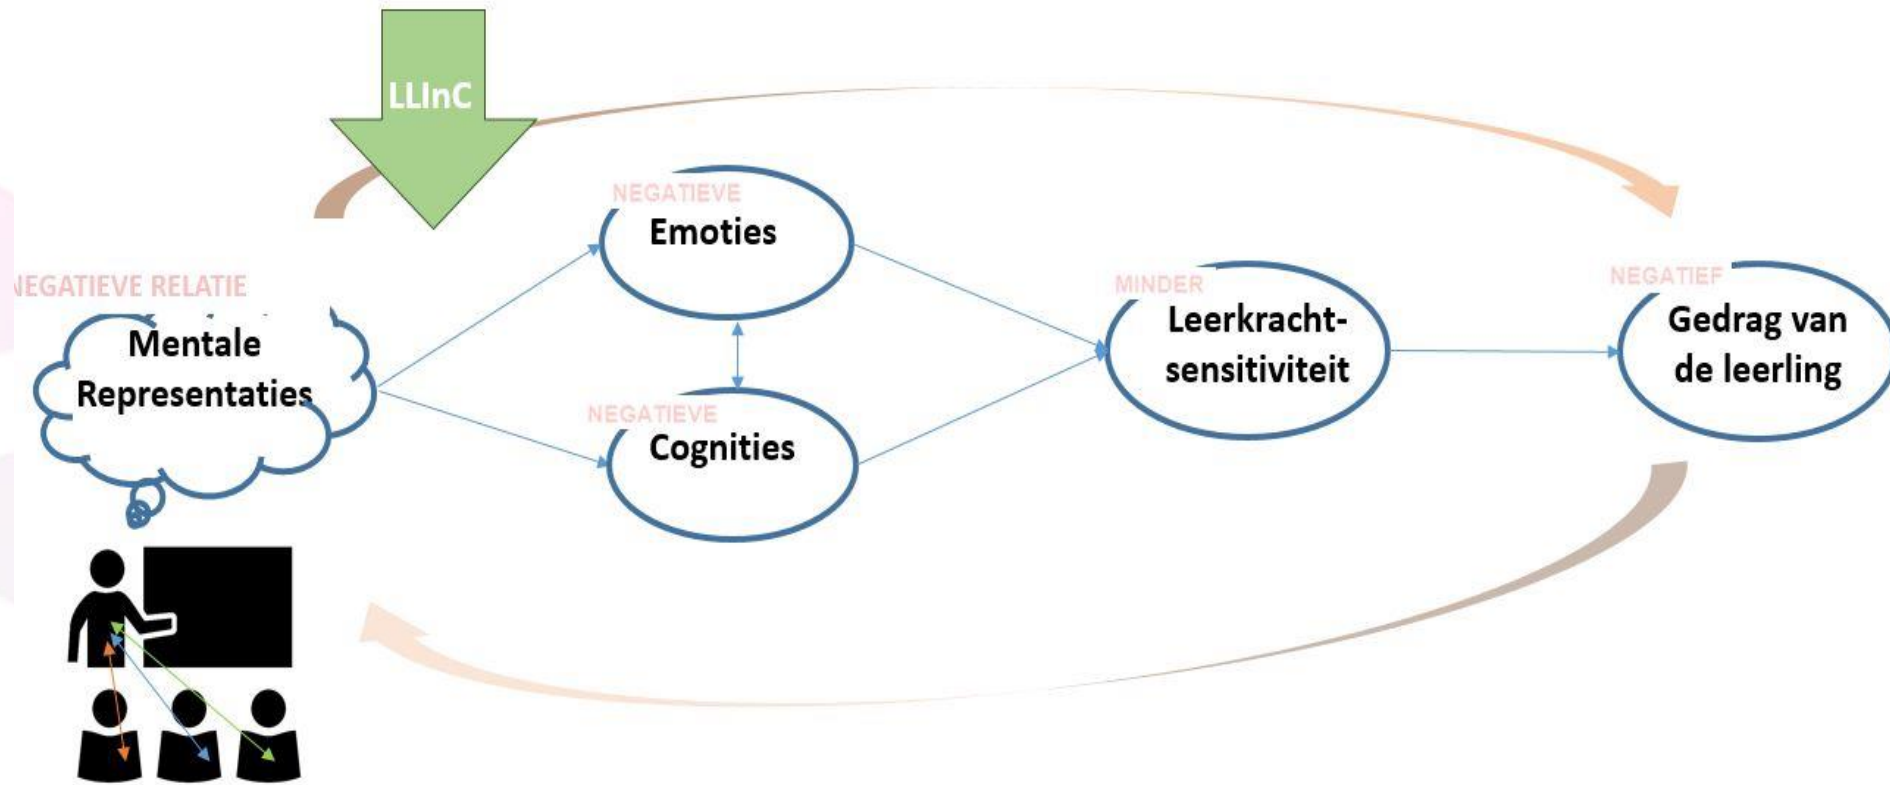 LLInC
NEGATIEVE
Emoties
NEGATIEVE RELATIE
Mentale
Representaties
NEGATIEVE
Cognities
MINDER
Leerkracht-
sensitiviteit
NEGATIEF
Gedrag van
de leerling